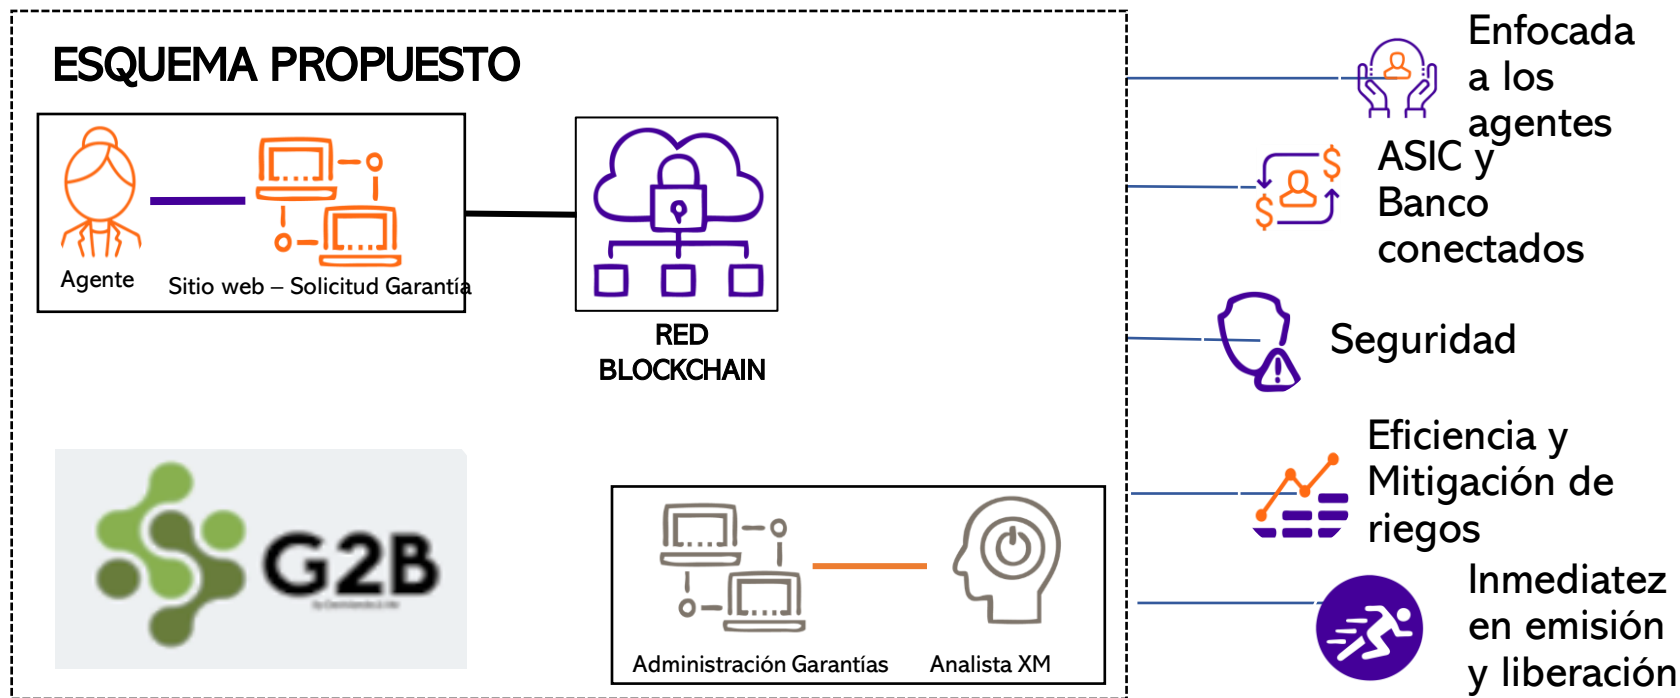 ESQUEMA PROPUESTO
Agente
Sitio web – Solicitud Garantía
RED
BLOCKCHAIN
G2B
Administración Garantías
Analista XM
Enfocada
a los
agentes
ASIC y
Banco
conectados
Seguridad
Eficiencia y
Mitigación de
riegos
Inmediatez
en emisión
y liberación